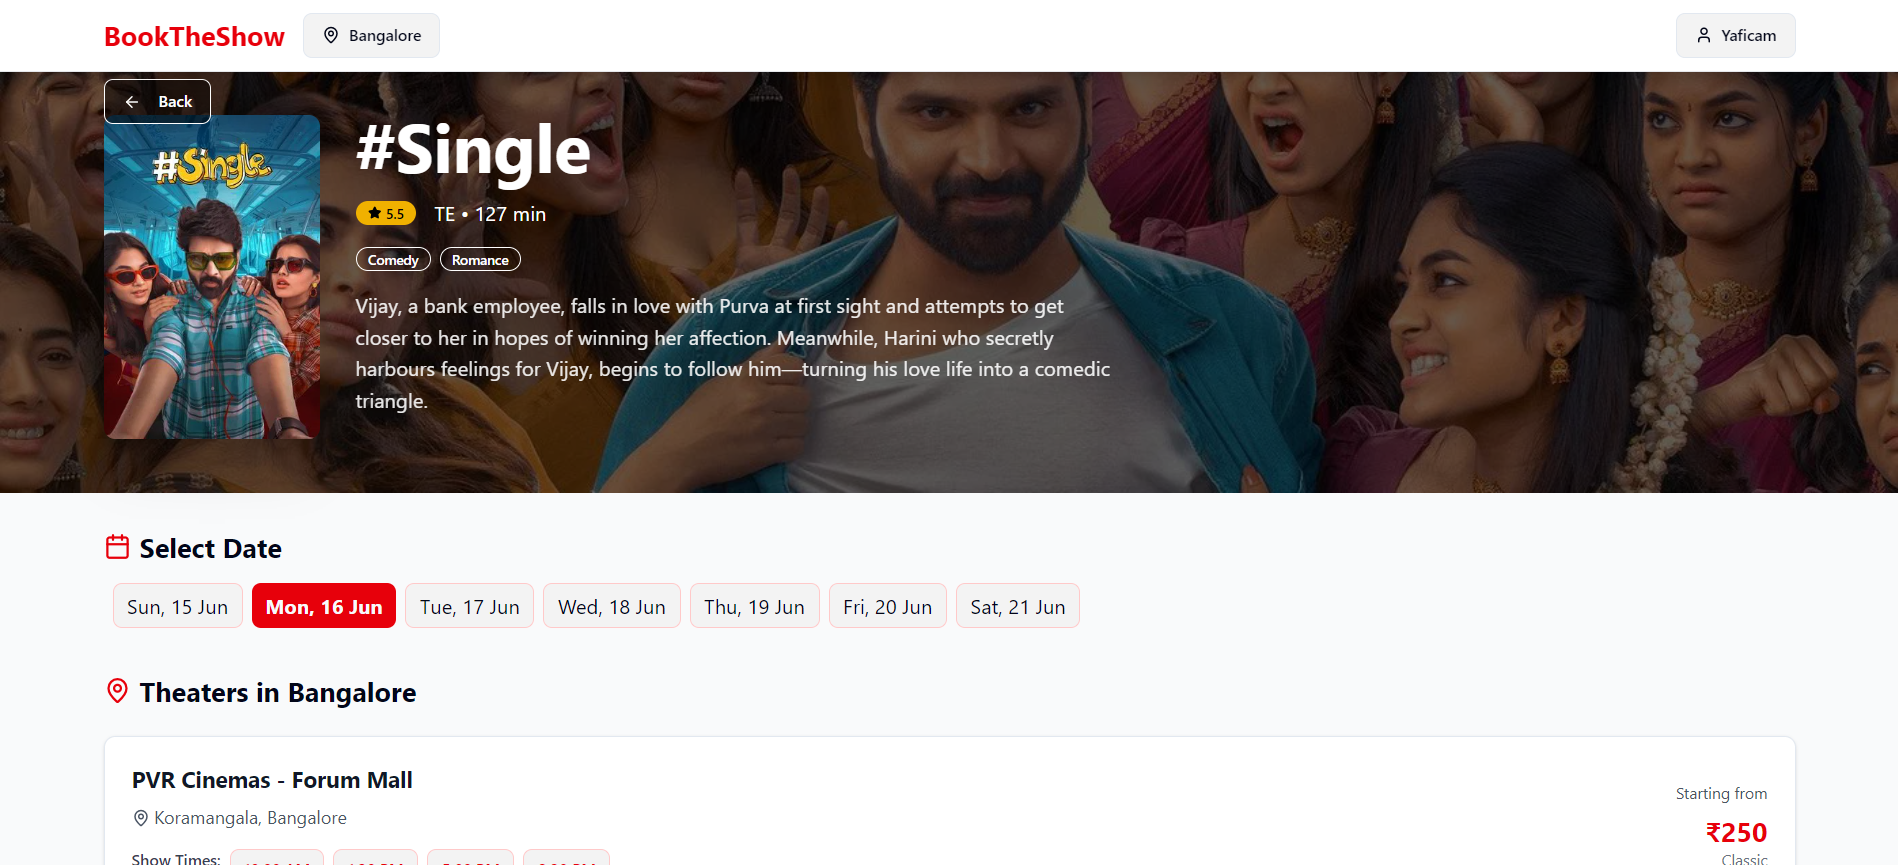 BookTheShow
Bangalore
Yaficam
Back
#Single
#Single
5.5
TE • 127 min
Comedy
Romance
Vijay, a bank employee, falls in love with Purva at first sight and attempts to get
closer to her in hopes of winning her affection. Meanwhile, Harini who secretly
harbours feelings for Vijay, begins to follow him—turning his love life into a comedic
triangle.
Select Date
Sun, 15 Jun
Mon, 16 Jun
Tue, 17 Jun
Wed, 18 Jun
Thu, 19 Jun
Fri, 20 Jun
Sat, 21 Jun
Theaters in Bangalore
PVR Cinemas - Forum Mall
Koramangala, Bangalore
Starting from
₹250
Classic
Show Times: